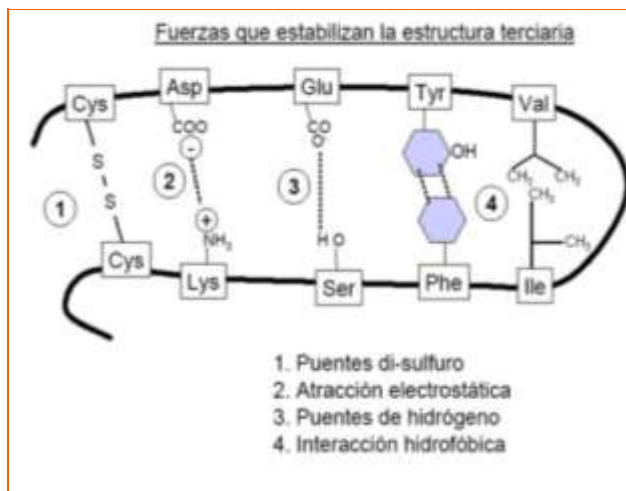 Fuerzas que estabilizan la estructura terciaria
Cys Asp Glu Tyr Val
COO CO
- O⁻ OH
S CH₃ CH₃
1 S 2 3 4
+ CH₃
NH₃ H O
Cys Lys Ser Phe Ile
1. Puentes di-sulfuro
2. Atracción electrostática
3. Puentes de hidrógeno
4. Interacción hidrofóbica